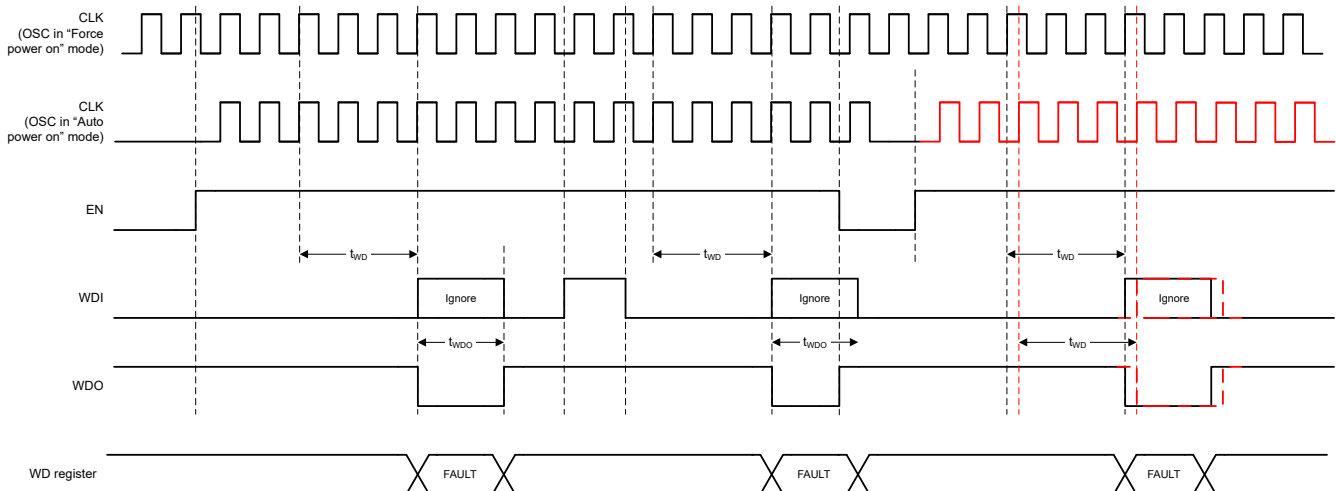 CLK
(OSC in “Force
power on” mode)
CLK
(OSC in “Auto
power on” mode)
EN
tWD
tWD
tWD
WDI
Ignore
Ignore
Ignore
tWDO
tWDO
tWD
WDO
WD register
FAULT
FAULT
FAULT